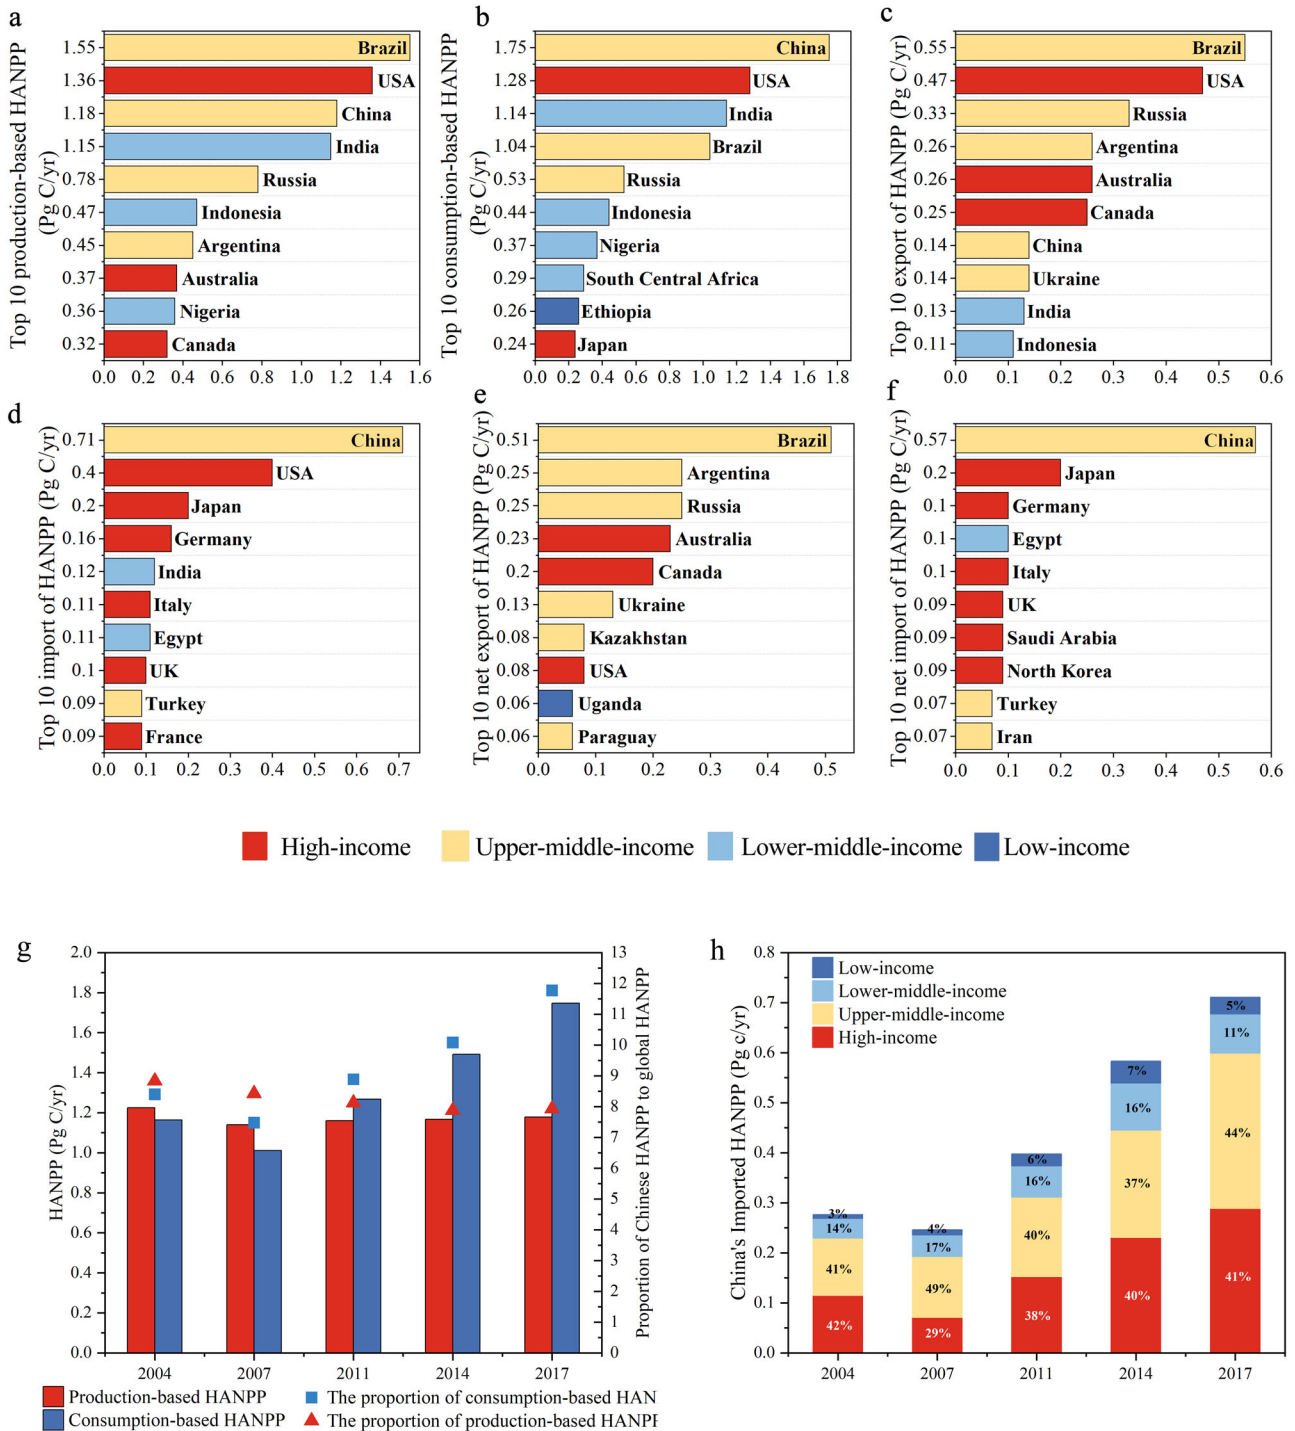 a
Top 10 production-based HANPP
(Pg C/yr)
1.55 Brazil
1.36 USA
1.18 China
1.15 India
0.78 Russia
0.47 Indonesia
0.45 Argentina
0.37 Australia
0.36 Nigeria
0.32 Canada
0.0 0.2 0.4 0.6 0.8 1.0 1.2 1.4 1.6
b
Top 10 consumption-based HANPP
(Pg C/yr)
1.75 China
1.28 USA
1.14 India
1.04 Brazil
0.53 Russia
0.44 Indonesia
0.37 Nigeria
0.29 South Central Africa
0.26 Ethiopia
0.24 Japan
0.0 0.2 0.4 0.6 0.8 1.0 1.2 1.4 1.6 1.8
c
Top 10 export of HANPP (Pg C/yr)
0.55 Brazil
0.47 USA
0.33 Russia
0.26 Argentina
0.26 Australia
0.25 Canada
0.14 China
0.14 Ukraine
0.13 India
0.11 Indonesia
0.0 0.1 0.2 0.3 0.4 0.5 0.6
d
Top 10 import of HANPP (Pg C/yr)
0.71 China
0.4 USA
0.2 Japan
0.16 Germany
0.12 India
0.11 Italy
0.11 Egypt
0.1 UK
0.09 Turkey
0.09 France
0.0 0.1 0.2 0.3 0.4 0.5 0.6 0.7
e
Top 10 net export of HANPP (Pg C/yr)
0.51 Brazil
0.25 Argentina
0.25 Russia
0.23 Australia
0.2 Canada
0.13 Ukraine
0.08 Kazakhstan
0.08 USA
0.06 Uganda
0.06 Paraguay
0.0 0.1 0.2 0.3 0.4 0.5
f
Top 10 net import of HANPP (Pg C/yr)
0.57 China
0.2 Japan
0.1 Germany
0.1 Egypt
0.1 Italy
0.09 UK
0.09 Saudi Arabia
0.09 North Korea
0.07 Turkey
0.07 Iran
0.0 0.1 0.2 0.3 0.4 0.5 0.6
High-income Upper-middle-income Lower-middle-income Low-income
g
HANPP (Pg C/yr)
2.0
1.8
1.6
1.4
1.2
1.0
0.8
0.6
0.4
0.2
0.0
13
12
11
10
9
8
7
6
5
4
3
2
1
0
Proportion of Chinese HANPP to global HANPP
2004 2007 2011 2014 2017
Production-based HANPP The proportion of consumption-based HAN
Consumption-based HANPP The proportion of production-based HANPF
h
China's Imported HANPP (Pg c/yr)
0.8
0.7
0.6
0.5
0.4
0.3
0.2
0.1
0.0
Low-income
Lower-middle-income
Upper-middle-income
High-income
3%
14%
41%
42%
4%
17%
49%
29%
6%
16%
40%
38%
7%
16%
37%
40%
5%
11%
44%
41%
2004 2007 2011 2014 2017